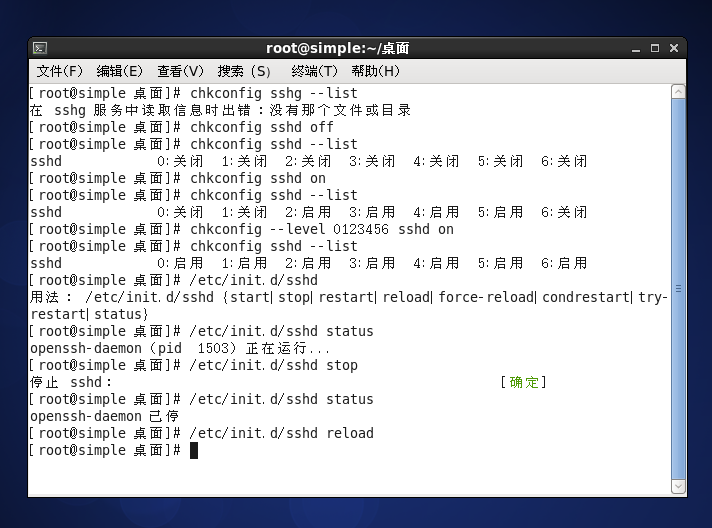 root@simple:~/桌面
文件(F) 编辑(E) 查看(V) 搜索 (S) 终端(T) 帮助(H)
[root@simple 桌面]# chkconfig sshg --list
在 sshg 服务中读取信息时出错：没有那个文件或目录
[root@simple 桌面]# chkconfig sshd off
[root@simple 桌面]# chkconfig sshd --list
sshd 0:关闭 1:关闭 2:关闭 3:关闭 4:关闭 5:关闭 6:关闭
[root@simple 桌面]# chkconfig sshd on
[root@simple 桌面]# chkconfig sshd --list
sshd 0:关闭 1:关闭 2:启用 3:启用 4:启用 5:启用 6:关闭
[root@simple 桌面]# chkconfig --level 0123456 sshd on
[root@simple 桌面]# chkconfig sshd --list
sshd 0:启用 1:启用 2:启用 3:启用 4:启用 5:启用 6:启用
[root@simple 桌面]# /etc/init.d/sshd
用法： /etc/init.d/sshd {start|stop|restart|reload|force-reload|condrestart|try-
restart|status}
[root@simple 桌面]# /etc/init.d/sshd status
openssh-daemon (pid 1503) 正在运行...
[root@simple 桌面]# /etc/init.d/sshd stop
停止 sshd： [确定]
[root@simple 桌面]# /etc/init.d/sshd status
openssh-daemon 已停
[root@simple 桌面]# /etc/init.d/sshd reload
[root@simple 桌面]#